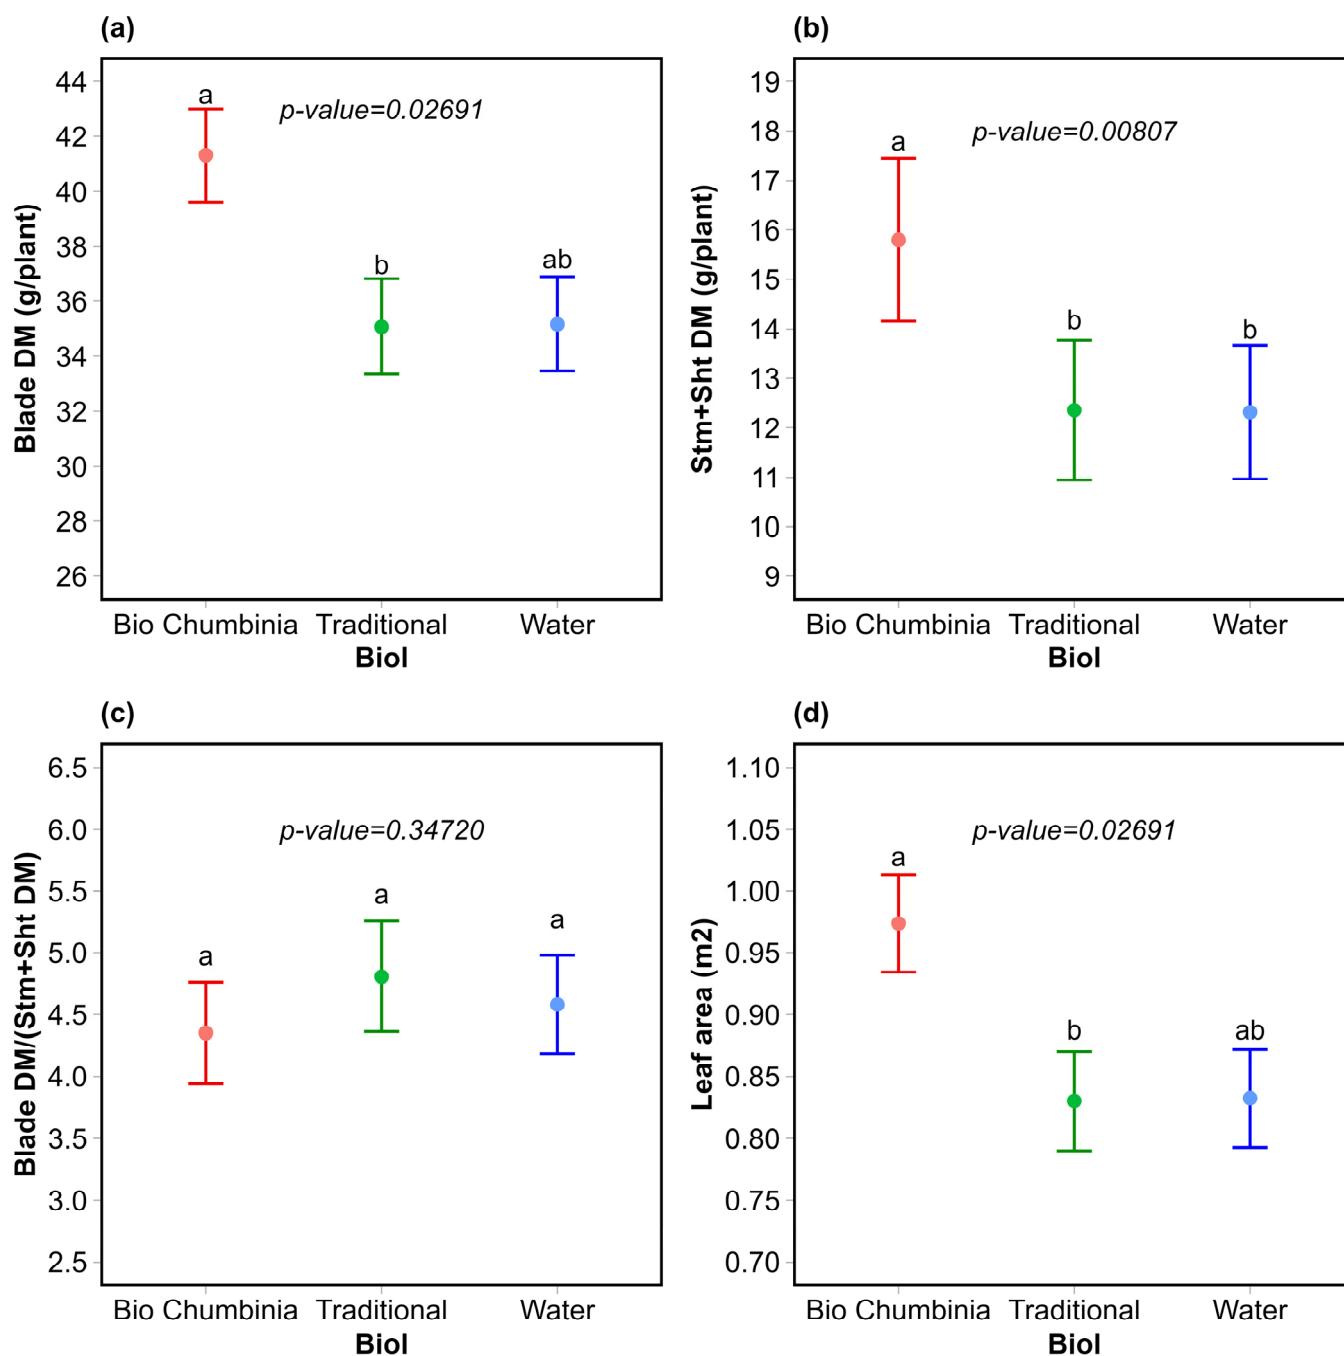 (a)
44
42
40
38
36
34
32
30
28
26
Blade DM (g/plant)
a
b
ab
p-value=0.02691
Bio Chumbinia Traditional Water
Biol
(b)
19
18
17
16
15
14
13
12
11
10
9
Stm+Sht DM (g/plant)
a
b
b
p-value=0.00807
Bio Chumbinia Traditional Water
Biol
(c)
6.5
6.0
5.5
5.0
4.5
4.0
3.5
3.0
2.5
Blade DM/(Stm+Sht DM)
a
a
a
p-value=0.34720
Bio Chumbinia Traditional Water
Biol
(d)
1.10
1.05
1.00
0.95
0.90
0.85
0.80
0.75
0.70
Leaf area (m2)
a
b
ab
p-value=0.02691
Bio Chumbinia Traditional Water
Biol